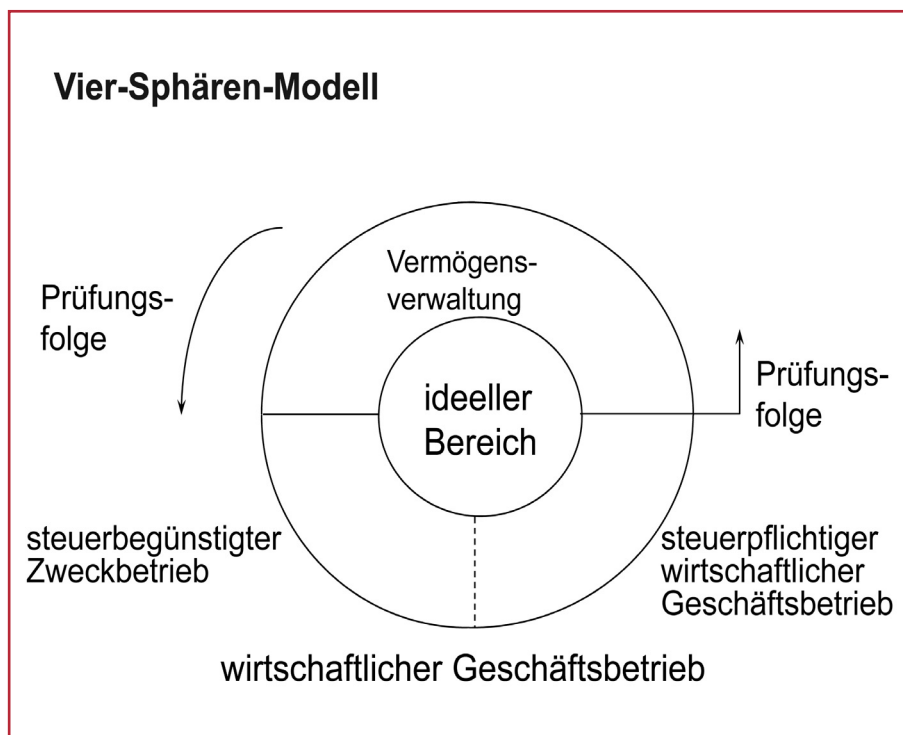 Vier-Sphären-Modell
Prüfungs-
folge
Vermögens-
verwaltung
ideeller
Bereich
Prüfungs-
folge
steuerbegünstigter
Zweckbetrieb
steuerpflichtiger
wirtschaftlicher
Geschäftsbetrieb
wirtschaftlicher Geschäftsbetrieb